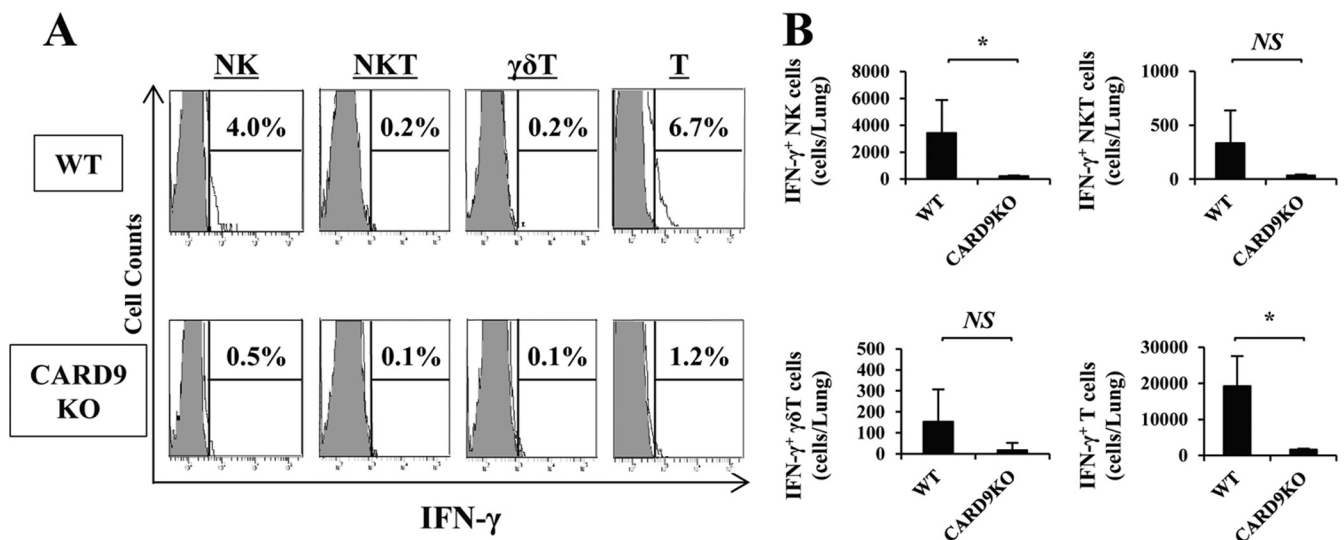 A
NK
NKT
γδT
T
WT
4.0%
0.2%
0.2%
6.7%
CARD9
KO
0.5%
0.1%
0.1%
1.2%
Cell Counts
IFN-γ
B
*
IFN-γ+ NK cells
(cells/Lung)
8000
6000
4000
2000
0
WT
CARD9KO
NS
IFN-γ+ NKT cells
(cells/Lung)
1000
500
0
WT
CARD9KO
NS
IFN-γ+ γδT cells
(cells/Lung)
500
400
300
200
100
0
WT
CARD9KO
*
IFN-γ+ T cells
(cells/Lung)
30000
20000
10000
0
WT
CARD9KO